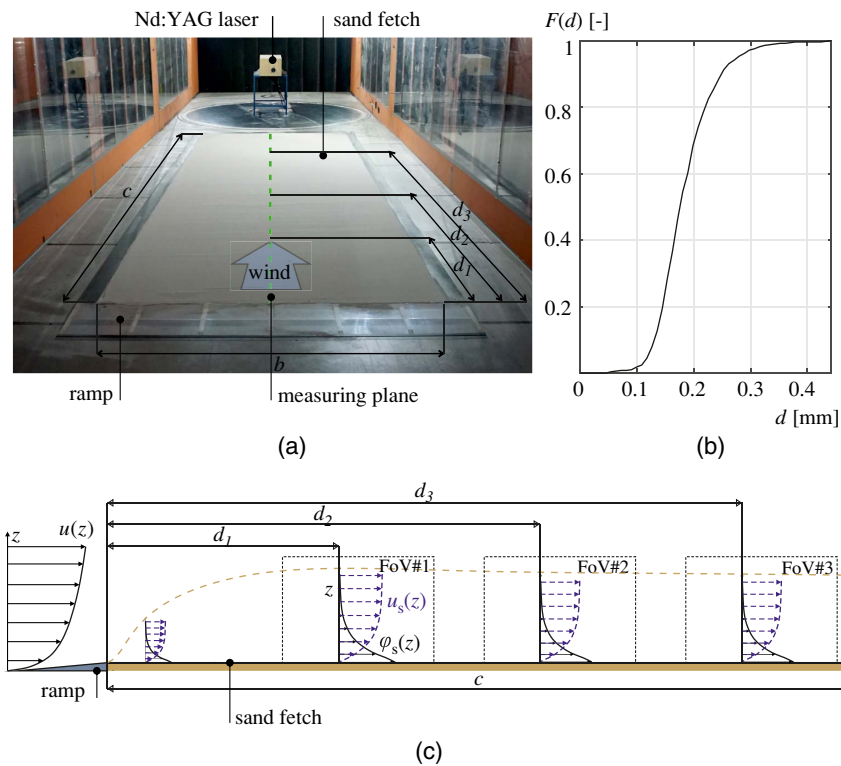 Nd:YAG laser
sand fetch
c
d3
d2
d1
wind
b
ramp
measuring plane
(a)
F(d) [-]
1
0.8
0.6
0.4
0.2
0 0.1 0.2 0.3 0.4
d [mm]
(b)
d3
d2
d1
z u(z)
FoV#1
FoV#2
FoV#3
z
us(z)
φs(z)
ramp
c
sand fetch
(c)